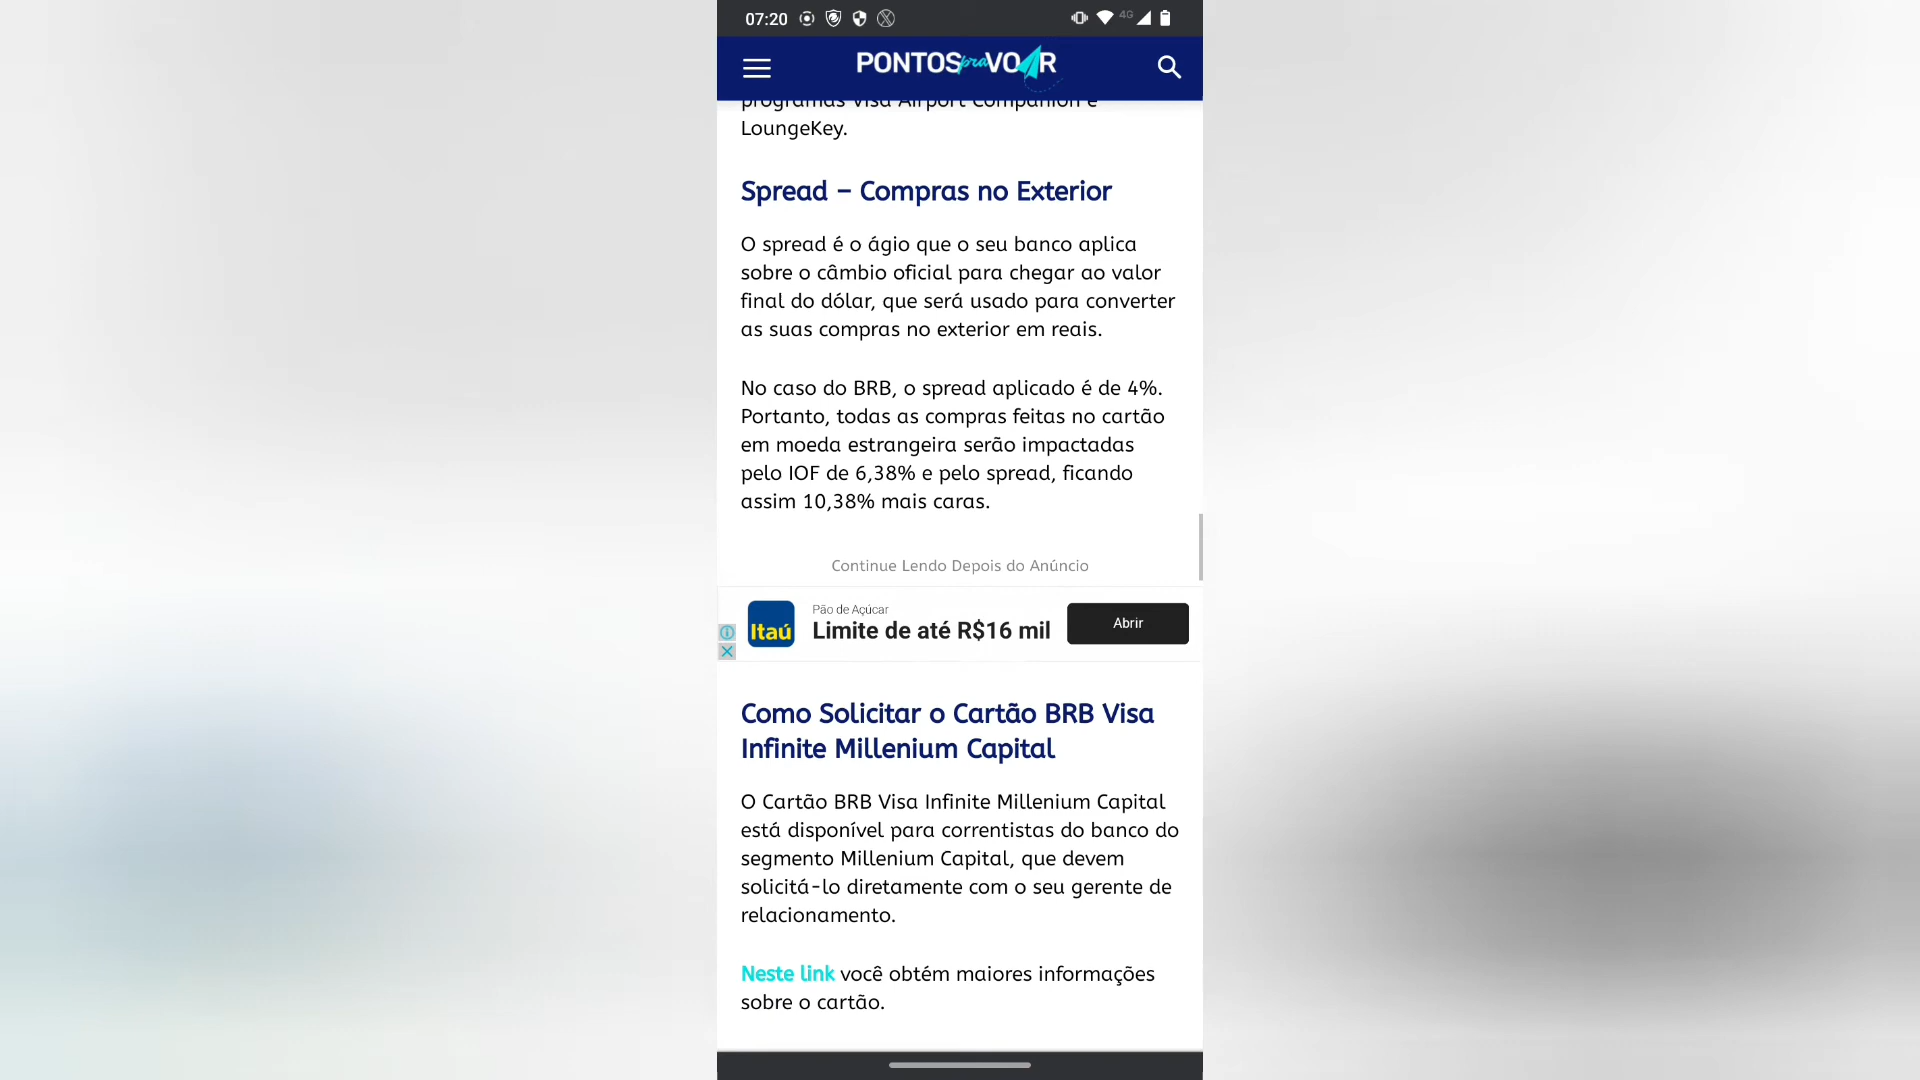 07:20
4G
PONTOS pra VOAR
programas Visa Airport Companion e
LoungeKey.
Spread – Compras no Exterior
O spread é o ágio que o seu banco aplica
sobre o câmbio oficial para chegar ao valor
final do dólar, que será usado para converter
as suas compras no exterior em reais.
No caso do BRB, o spread aplicado é de 4%.
Portanto, todas as compras feitas no cartão
em moeda estrangeira serão impactadas
pelo IOF de 6,38% e pelo spread, ficando
assim 10,38% mais caras.
Continue Lendo Depois do Anúncio
Itaú
Pão de Açúcar
Limite de até R$16 mil
Abrir
Como Solicitar o Cartão BRB Visa
Infinite Millenium Capital
O Cartão BRB Visa Infinite Millenium Capital
está disponível para correntistas do banco do
segmento Millenium Capital, que devem
solicitá-lo diretamente com o seu gerente de
relacionamento.
Neste link você obtém maiores informações
sobre o cartão.